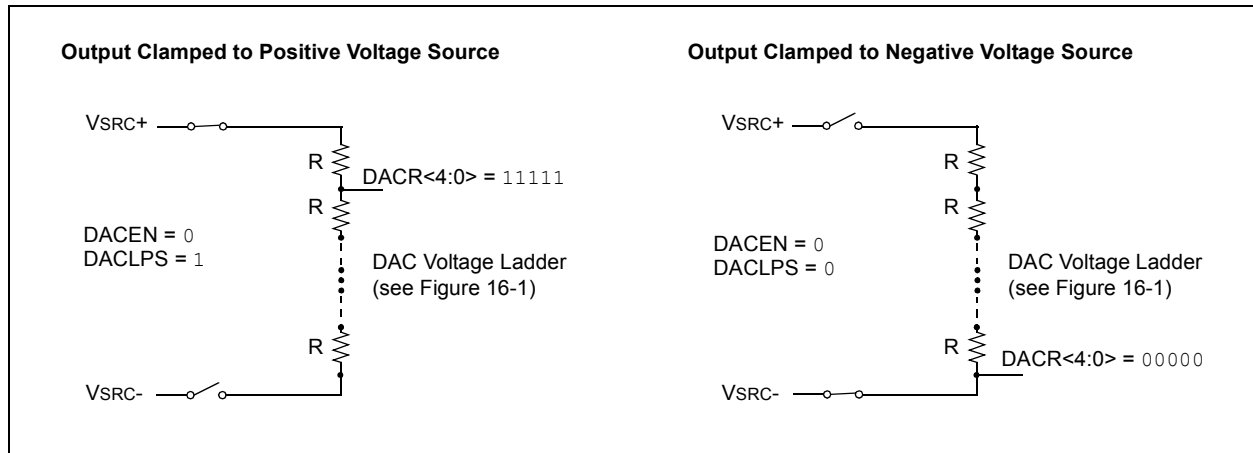 Output Clamped to Positive Voltage Source
VSRC+
R
DACR<4:0> = 11111
R
DACEN = 0
DACLPS = 1
DAC Voltage Ladder
(see Figure 16-1)
R
VSRC-
Output Clamped to Negative Voltage Source
VSRC+
R
R
DACEN = 0
DACLPS = 0
DAC Voltage Ladder
(see Figure 16-1)
R
DACR<4:0> = 00000
VSRC-